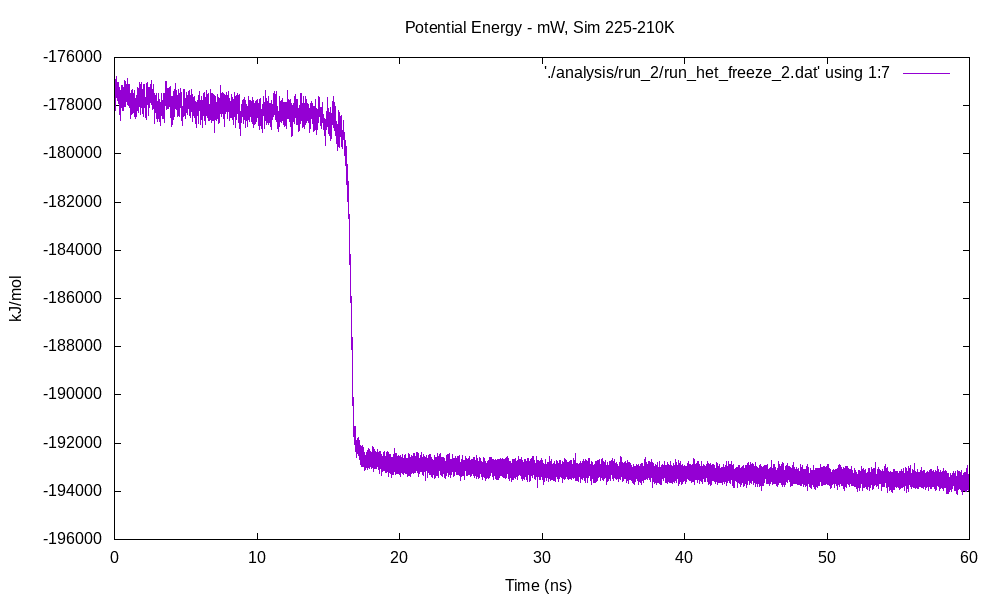 Potential Energy - mW, Sim 225-210K
'./analysis/run_2/run_het_freeze_2.dat' using 1:7
-176000
-178000
-180000
-182000
-184000
-186000
-188000
-190000
-192000
-194000
-196000
kJ/mol
0 10 20 30 40 50 60
Time (ns)